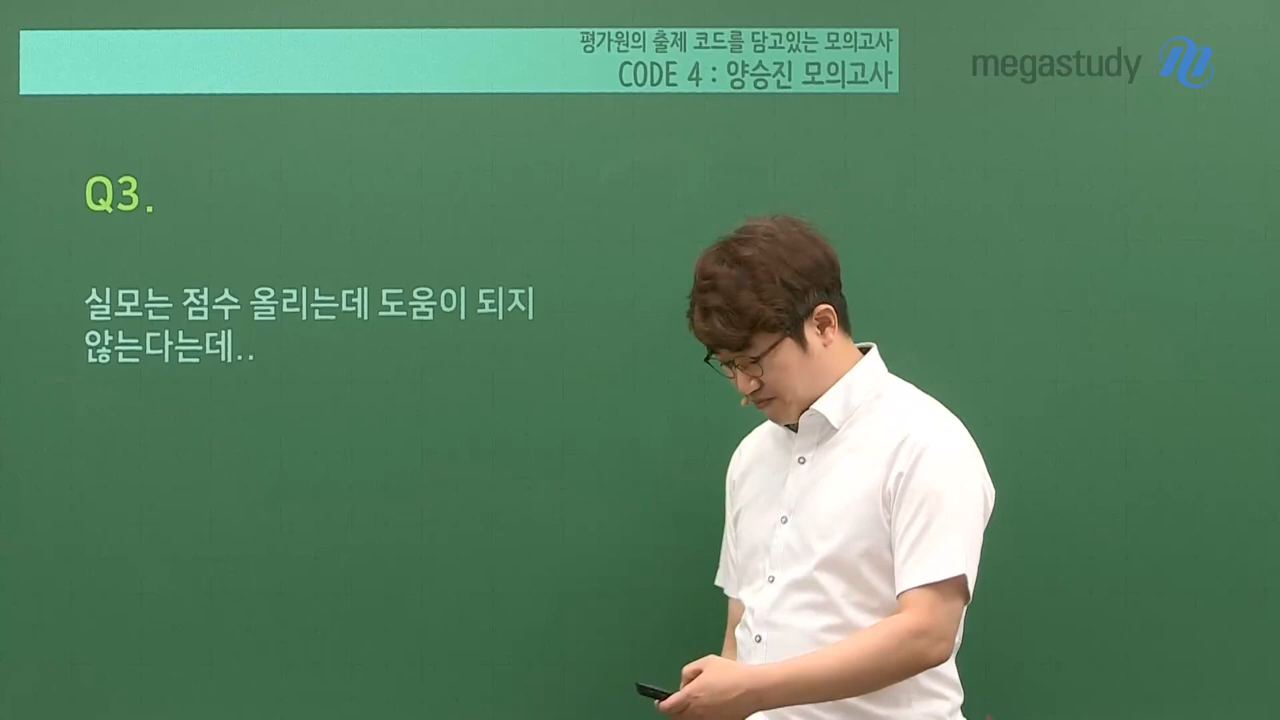 평가원의 출제 코드를 담고있는 모의고사
CODE 4 : 양승진 모의고사
megastudy
Q3.
실모는 점수 올리는데 도움이 되지
않는다는데..